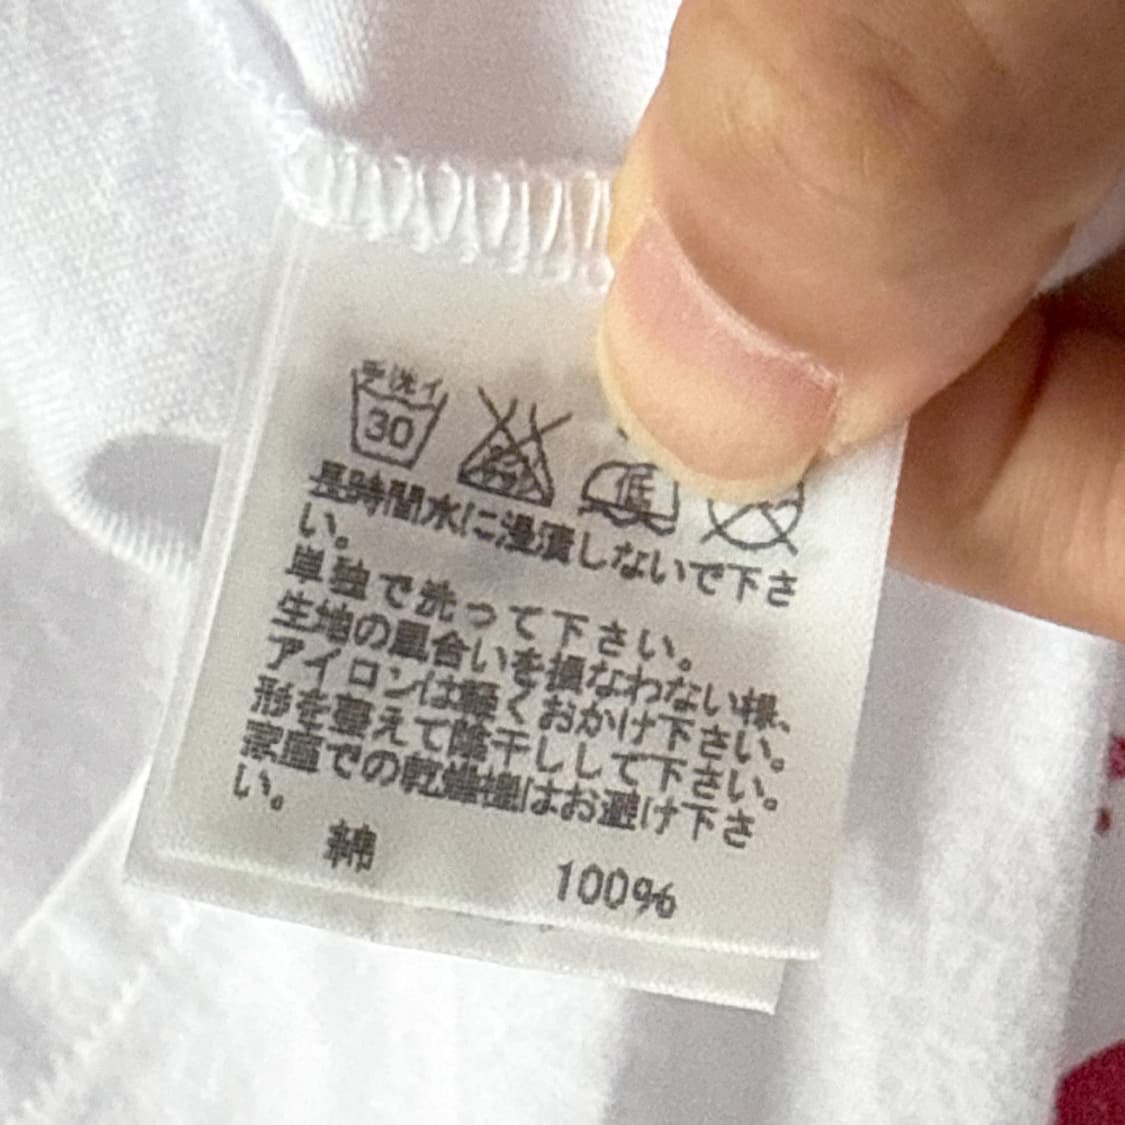 手洗イ
30
低
長時間水に浸漬しないで下さ
い。
単独で洗って下さい。
生地の風合いを損なわない様、
アイロンは軽くおかけ下さい。
形を整えて陰干しして下さい。
家庭での乾燥機はお避け下さ
い。
綿 100%